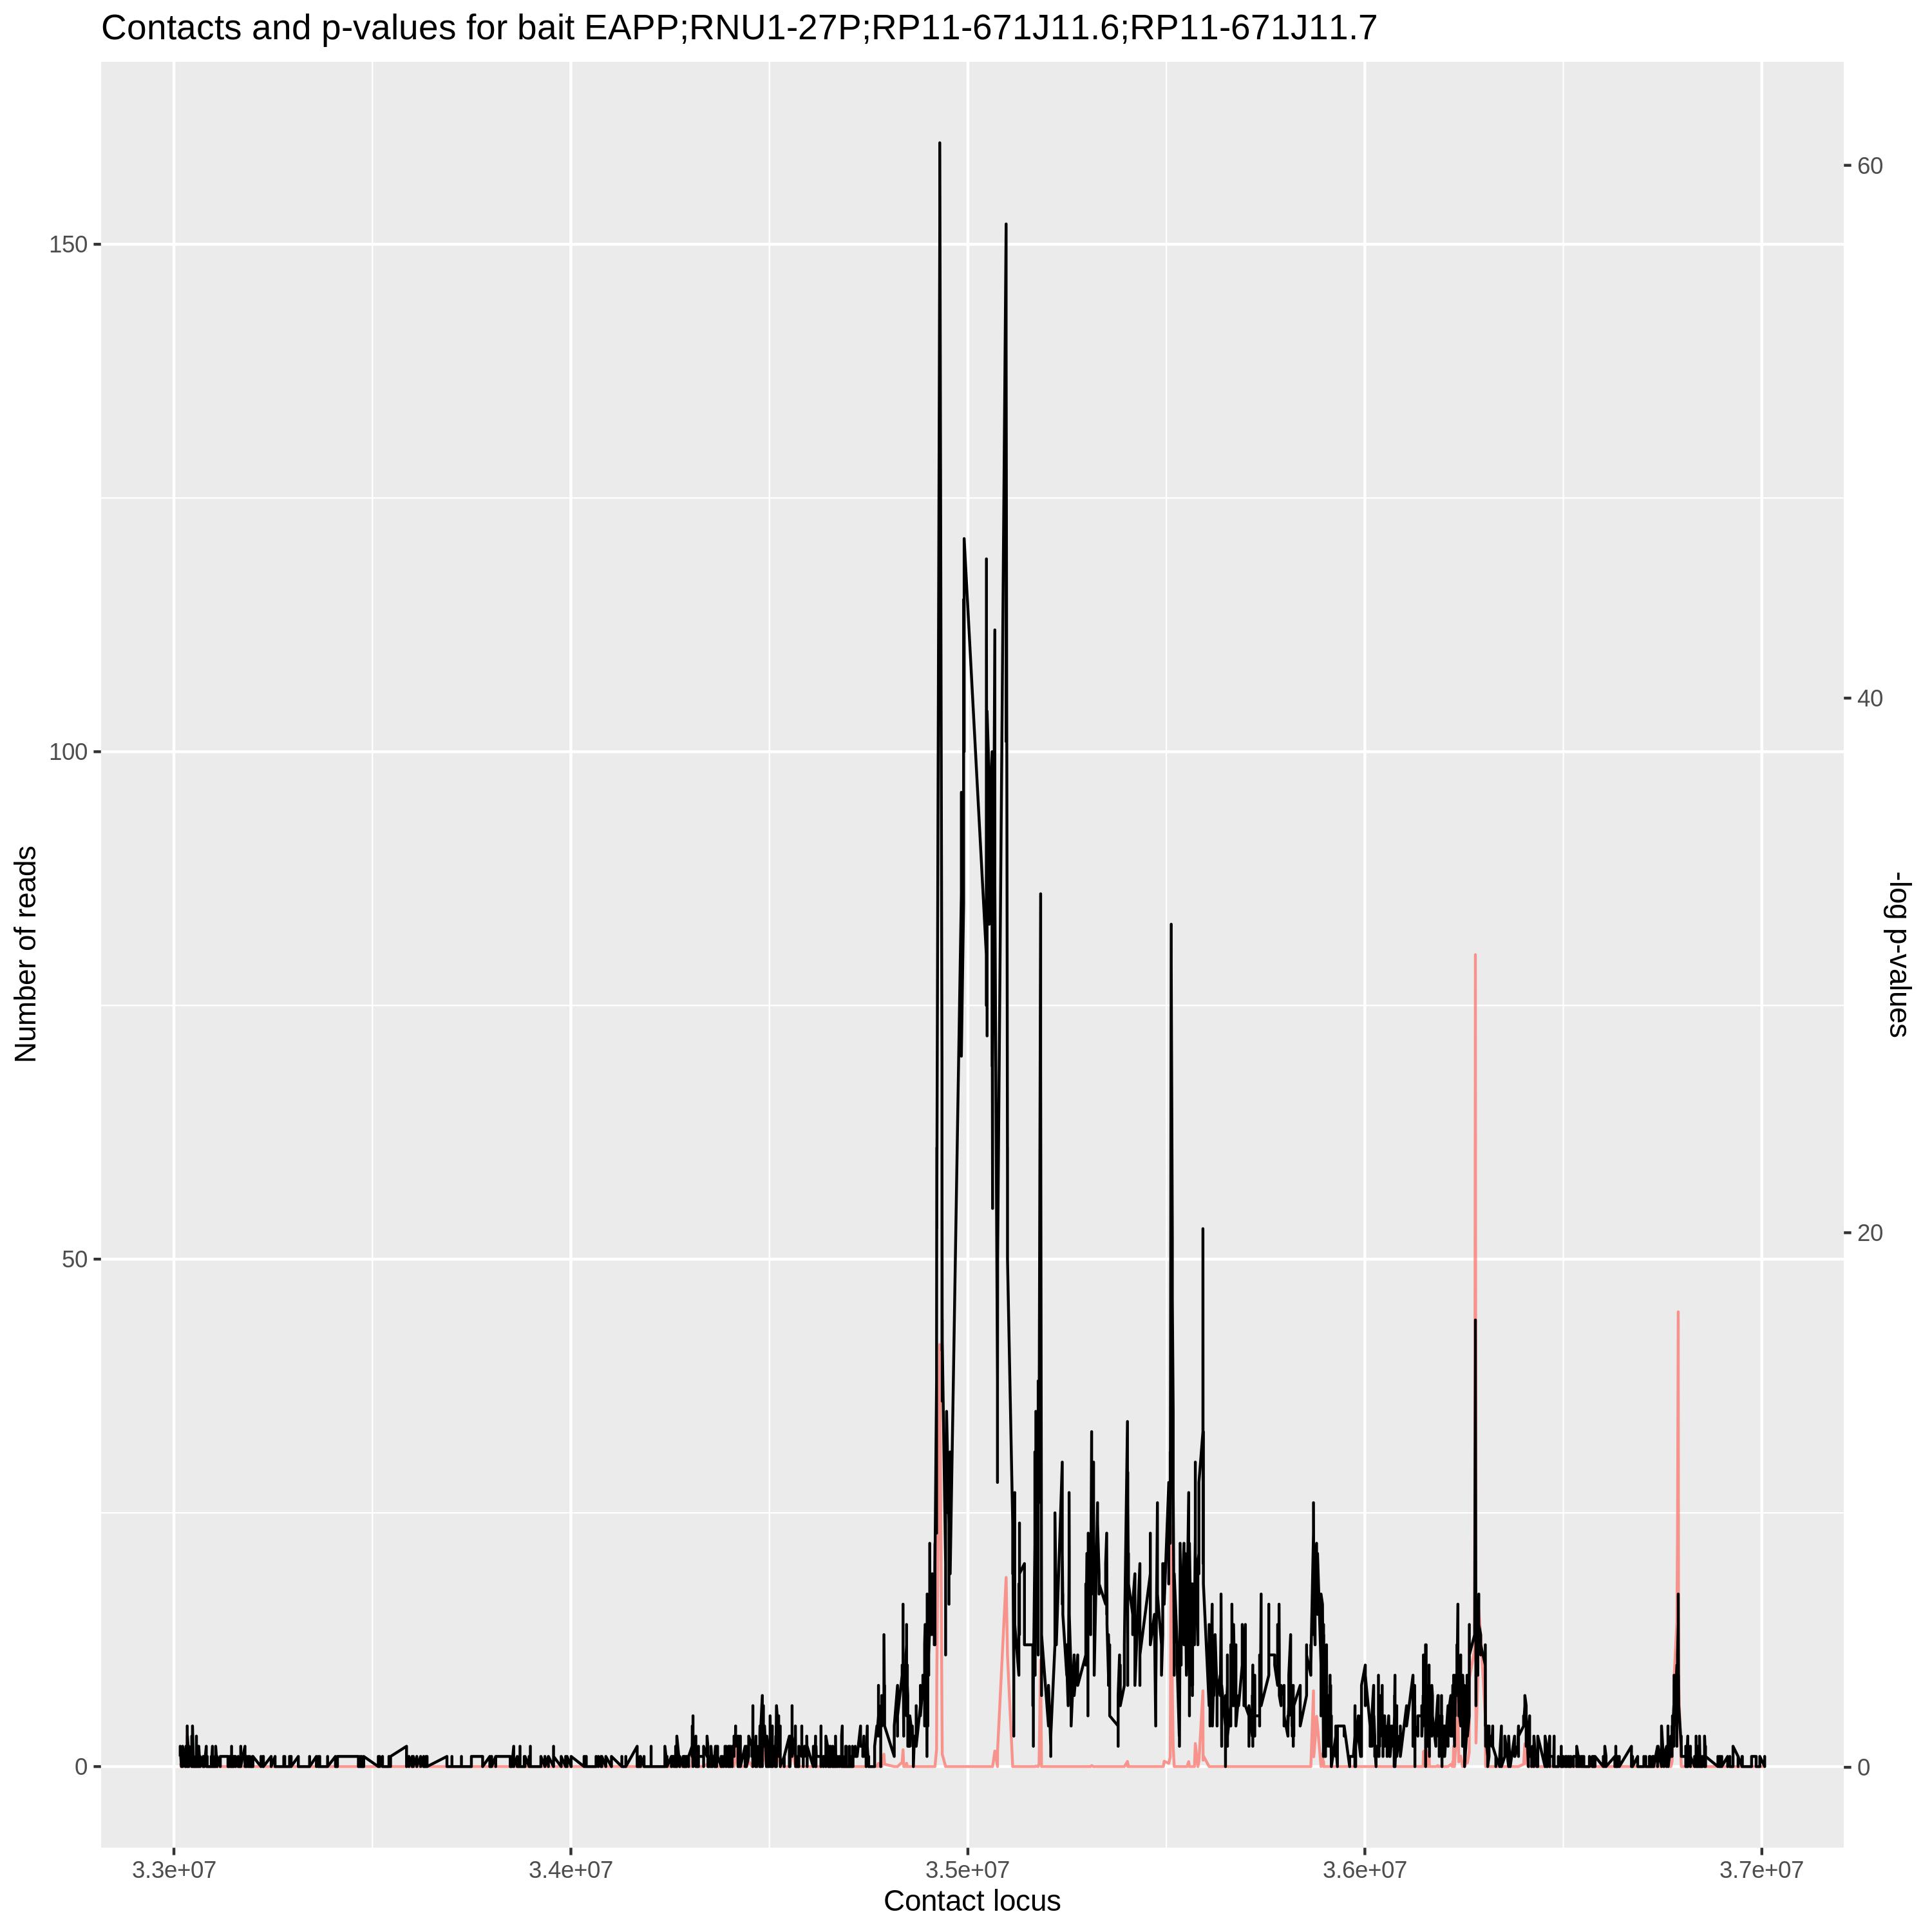 Contacts and p-values for bait EAPP;RNU1-27P;RP11-671J11.6;RP11-671J11.7
Number of reads
150
100
50
0
60
40
20
0
-log p-values
3.3e+07 3.4e+07 3.5e+07 3.6e+07 3.7e+07
Contact locus